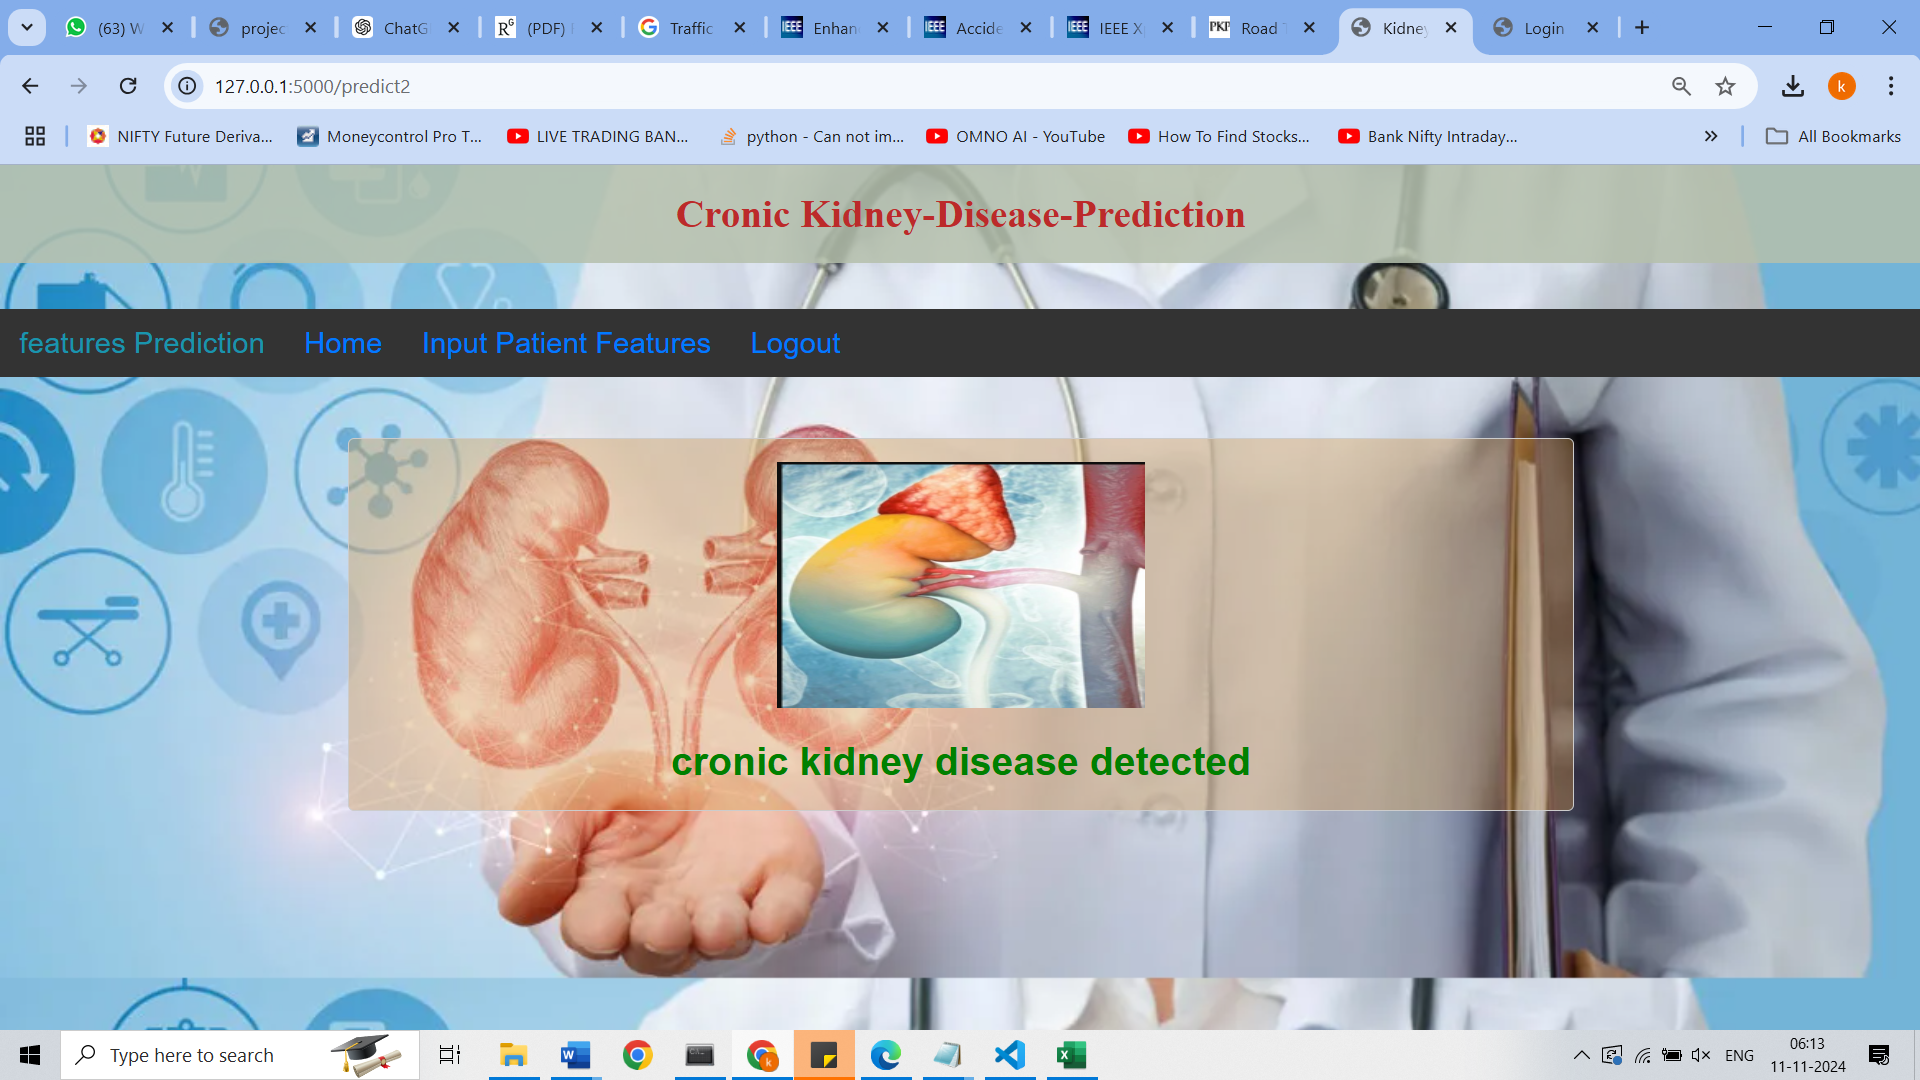 (63) W
projec
ChatG
(PDF)
Traffic
Enhan
Accide
IEEE X
PKP
Road
Kidney
Login
127.0.0.1:5000/predict2
k
NIFTY Future Deriva...
Moneycontrol Pro T...
LIVE TRADING BAN...
python - Can not im...
OMNO AI - YouTube
How To Find Stocks...
Bank Nifty Intraday...
All Bookmarks
Cronic Kidney-Disease-Prediction
features Prediction
Home
Input Patient Features
Logout
cronic kidney disease detected
Type here to search
ENG
06:13
11-11-2024